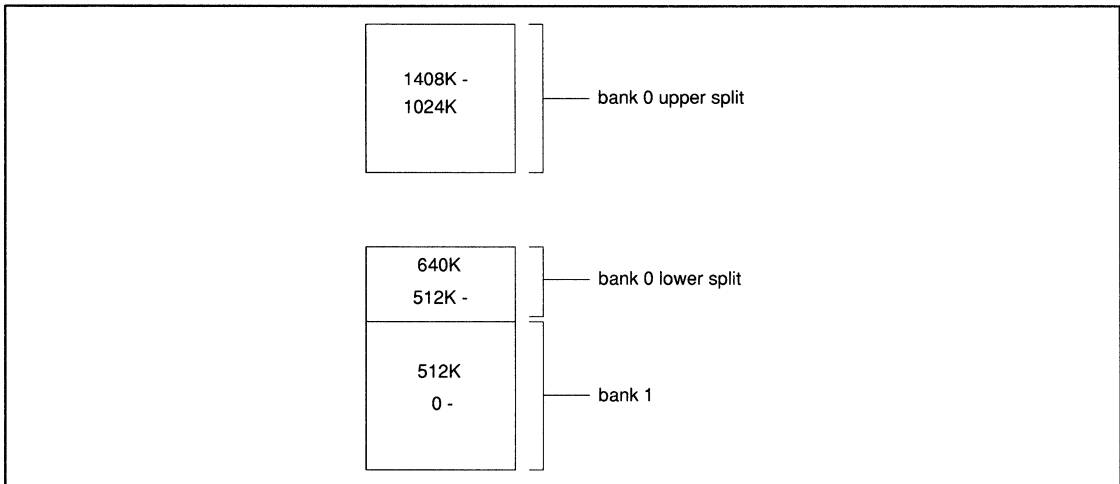 1408K -
1024K
bank 0 upper split
640K
512K -
bank 0 lower split
512K
0 -
bank 1